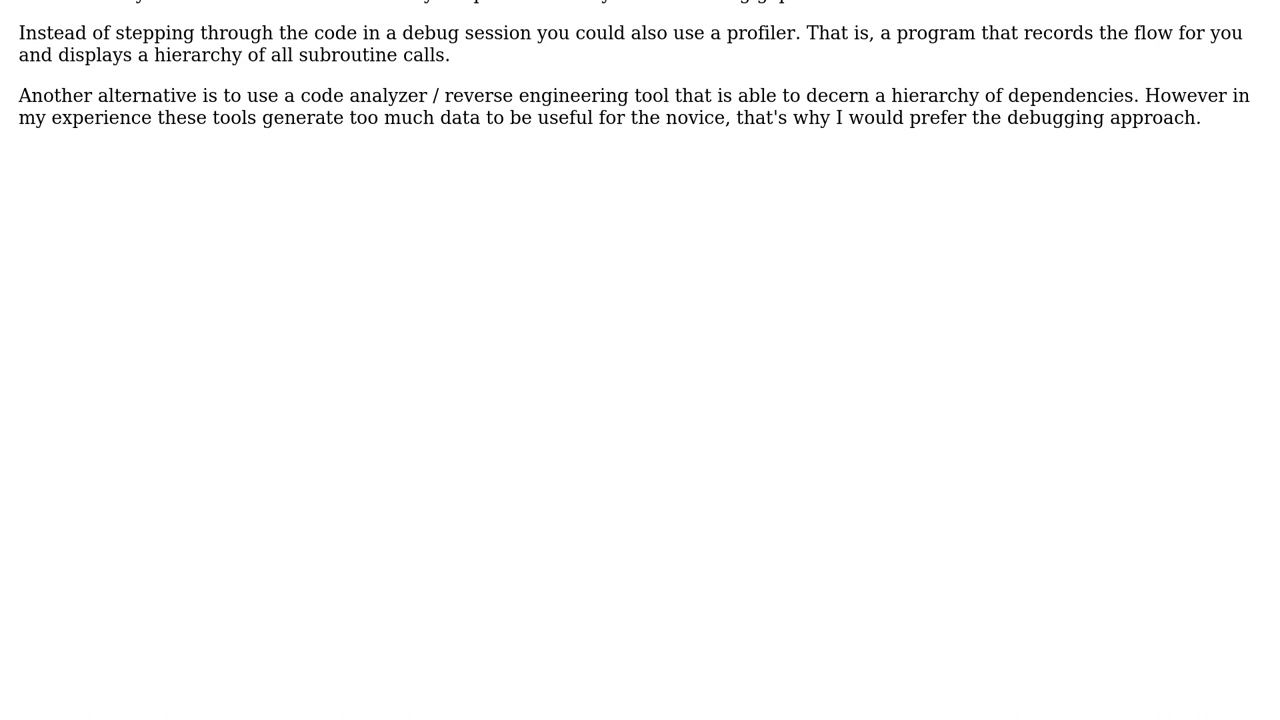 Instead of stepping through the code in a debug session you could also use a profiler. That is, a program that records the flow for you
and displays a hierarchy of all subroutine calls.
Another alternative is to use a code analyzer / reverse engineering tool that is able to decern a hierarchy of dependencies. However in
my experience these tools generate too much data to be useful for the novice, that's why I would prefer the debugging approach.